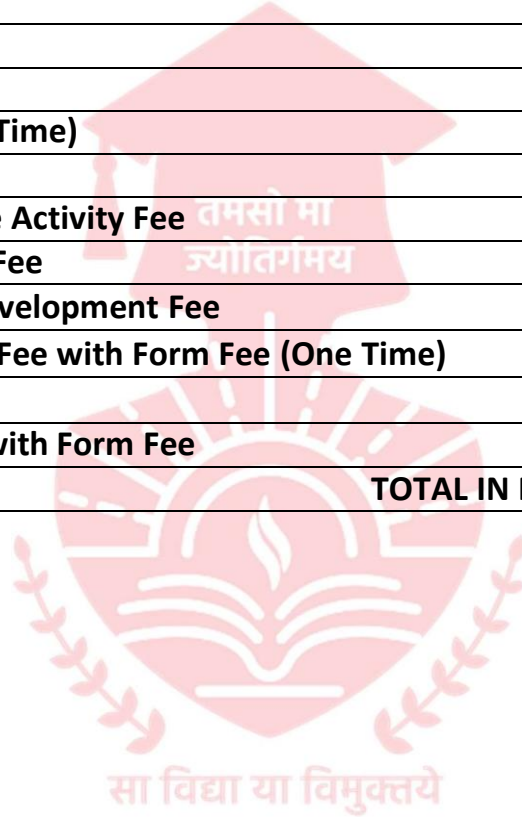 Time)
Activity Fee
तमसो मा
ज्योतिर्गमय
Fee
velopment Fee
Fee with Form Fee (One Time)
with Form Fee
TOTAL IN
सा विद्या या विमुक्तये